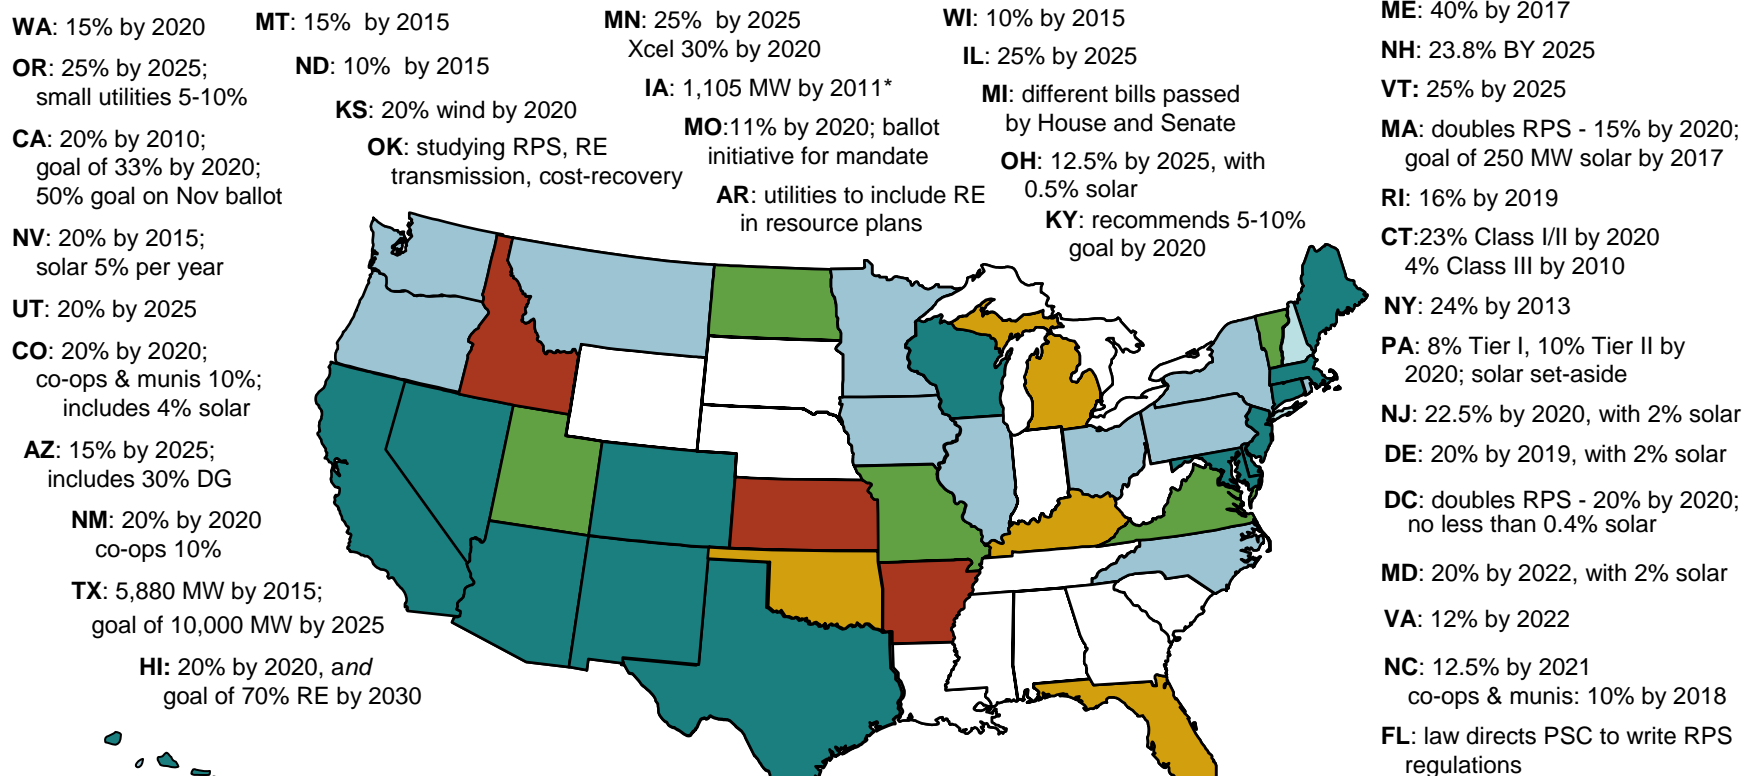 WA: 15% by 2020
OR: 25% by 2025;
small utilities 5-10%
CA: 20% by 2010;
goal of 33% by 2020;
50% goal on Nov ballot
NV: 20% by 2015;
solar 5% per year
UT: 20% by 2025
CO: 20% by 2020;
co-ops & munis 10%;
includes 4% solar
AZ: 15% by 2025;
includes 30% DG
NM: 20% by 2020
co-ops 10%
TX: 5,880 MW by 2015;
goal of 10,000 MW by 2025
HI: 20% by 2020, and
goal of 70% RE by 2030
MT: 15% by 2015
ND: 10% by 2015
KS: 20% wind by 2020
OK: studying RPS, RE
transmission, cost-recovery
MN: 25% by 2025
Xcel 30% by 2020
IA: 1,105 MW by 2011*
MO:11% by 2020; ballot
initiative for mandate
AR: utilities to include RE
in resource plans
WI: 10% by 2015
IL: 25% by 2025
MI: different bills passed
by House and Senate
OH: 12.5% by 2025, with
0.5% solar
KY: recommends 5-10%
goal by 2020
ME: 40% by 2017
NH: 23.8% BY 2025
VT: 25% by 2025
MA: doubles RPS - 15% by 2020;
goal of 250 MW solar by 2017
RI: 16% by 2019
CT:23% Class I/II by 2020
4% Class III by 2010
NY: 24% by 2013
PA: 8% Tier I, 10% Tier II by
2020; solar set-aside
NJ: 22.5% by 2020, with 2% solar
DE: 20% by 2019, with 2% solar
DC: doubles RPS - 20% by 2020;
no less than 0.4% solar
MD: 20% by 2022, with 2% solar
VA: 12% by 2022
NC: 12.5% by 2021
co-ops & munis: 10% by 2018
FL: law directs PSC to write RPS
regulations